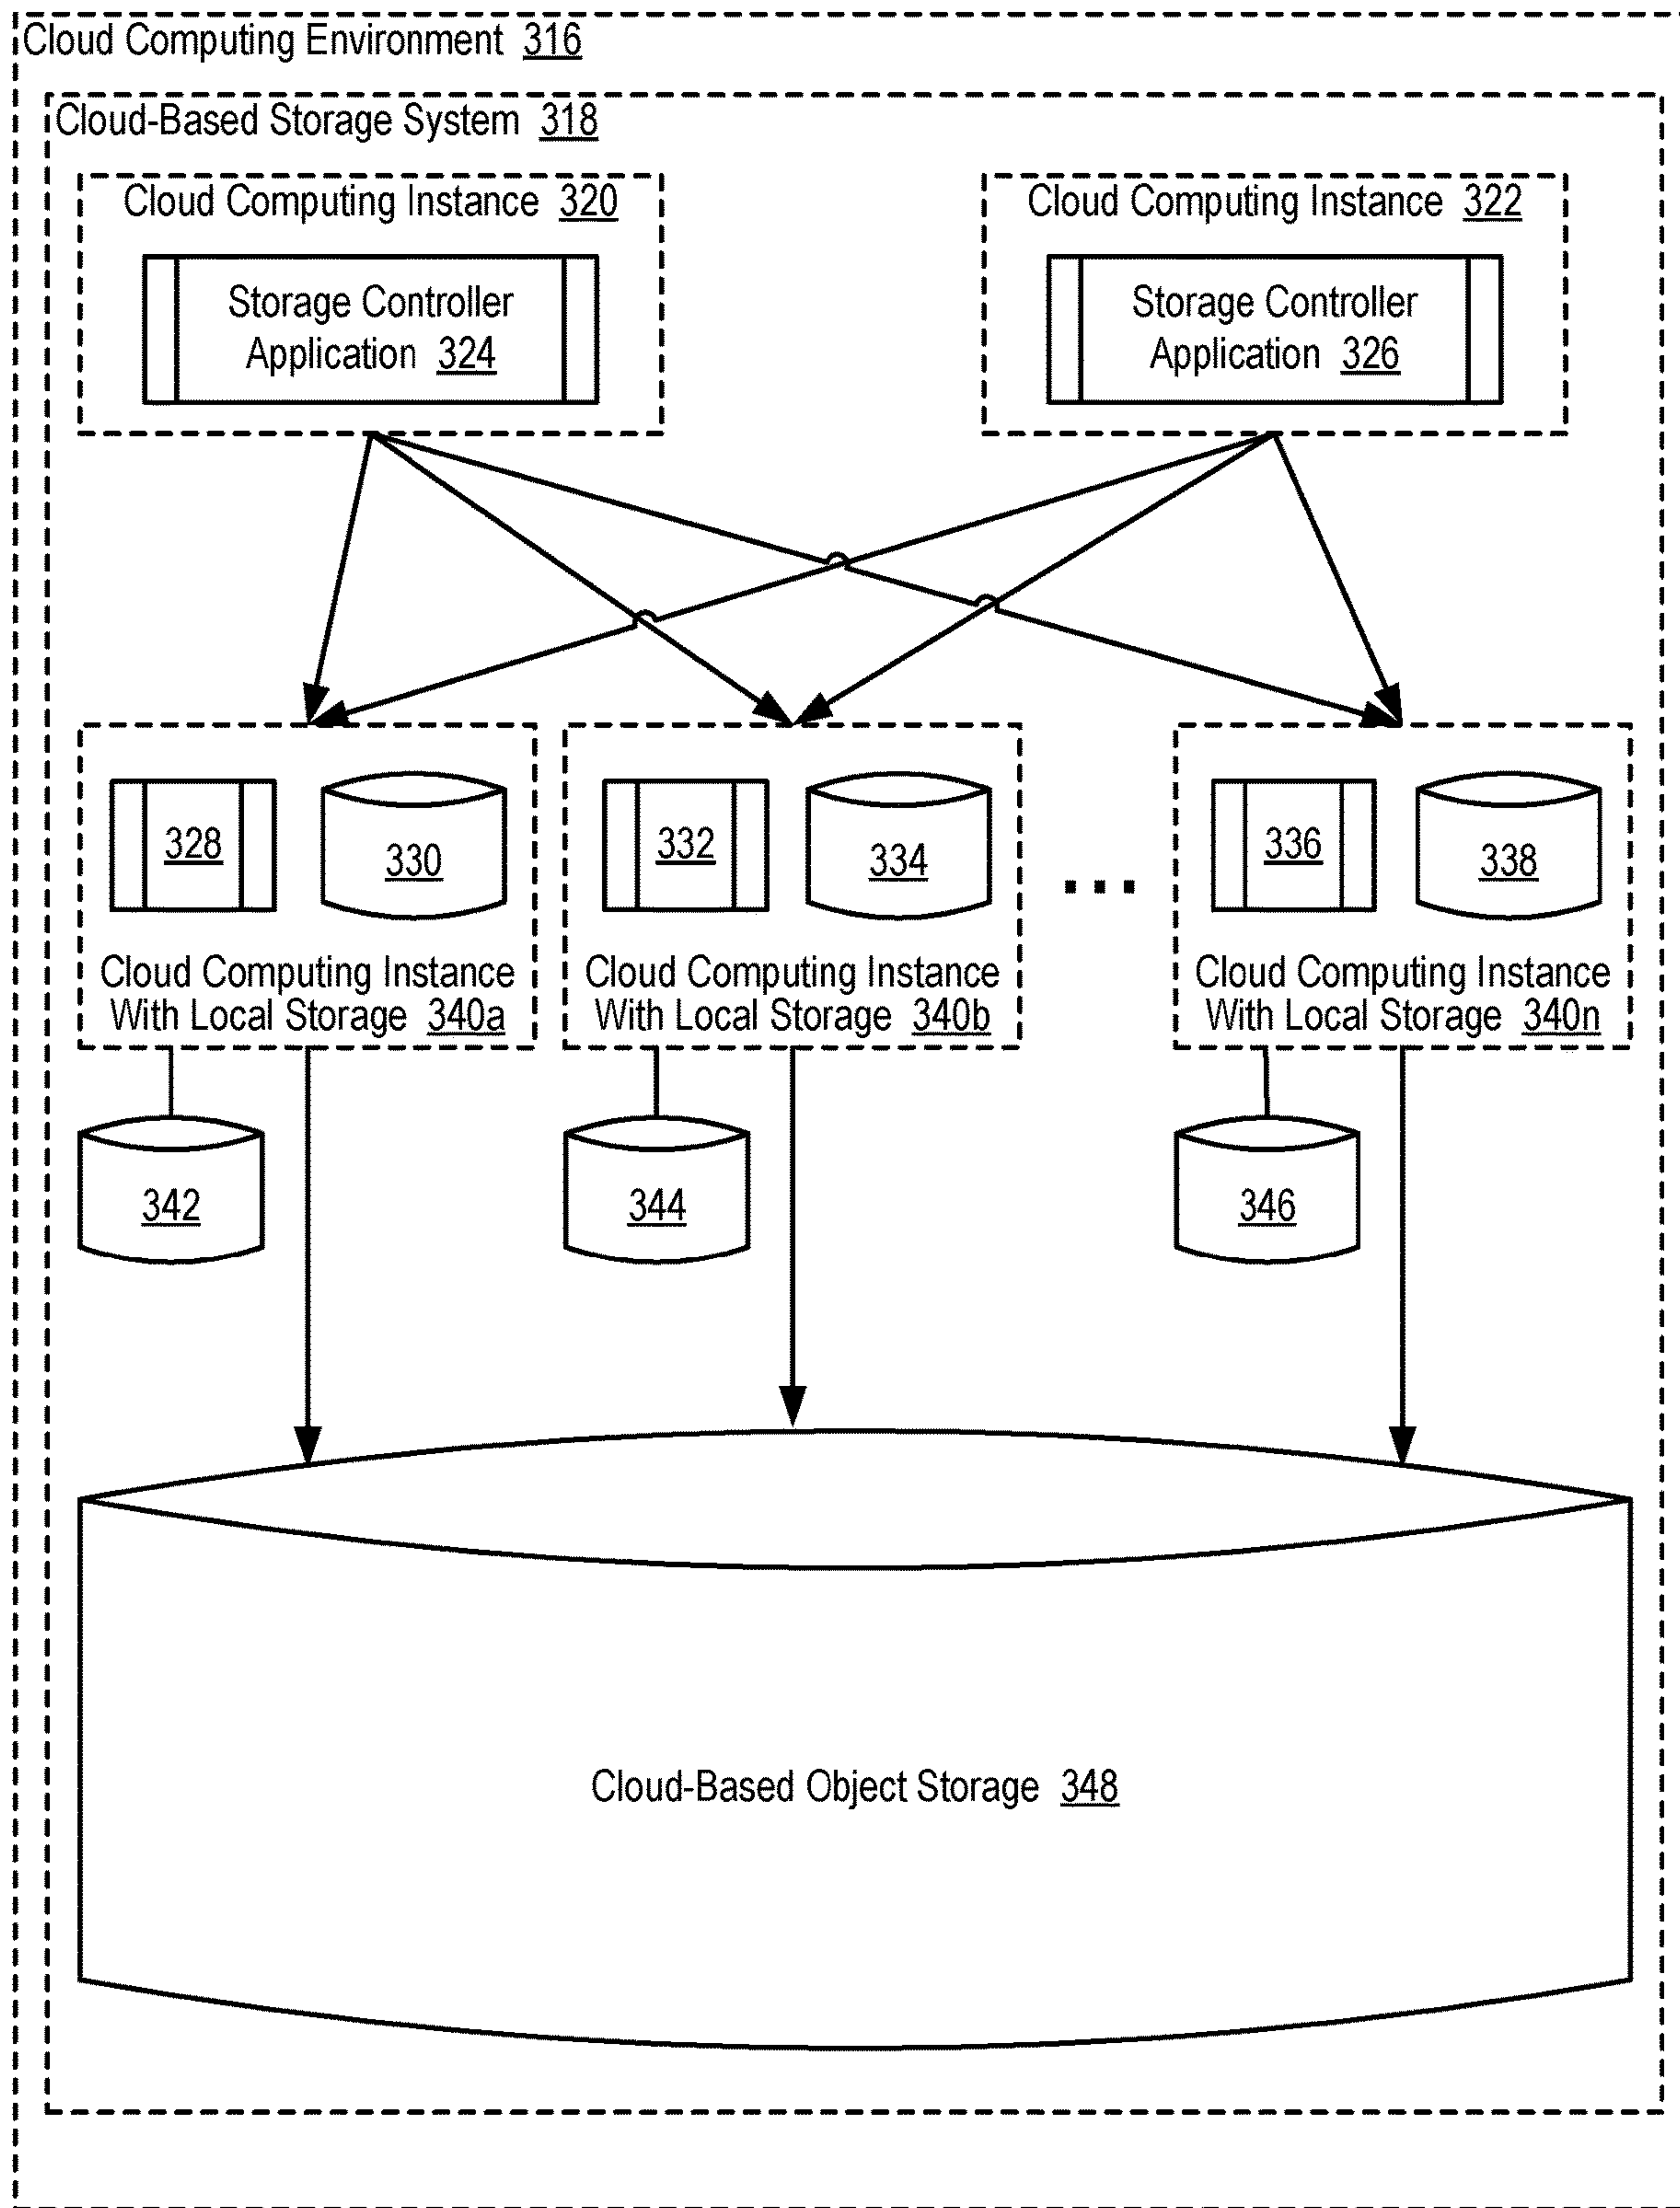 Cloud Computing Environment 316
Cloud-Based Storage System 318
Cloud Computing Instance 320
Storage Controller
Application 324
Cloud Computing Instance 322
Storage Controller
Application 326
328
330
Cloud Computing Instance
With Local Storage 340a
332
334
Cloud Computing Instance
With Local Storage 340b
...
336
338
Cloud Computing Instance
With Local Storage 340n
342
344
346
Cloud-Based Object Storage 348